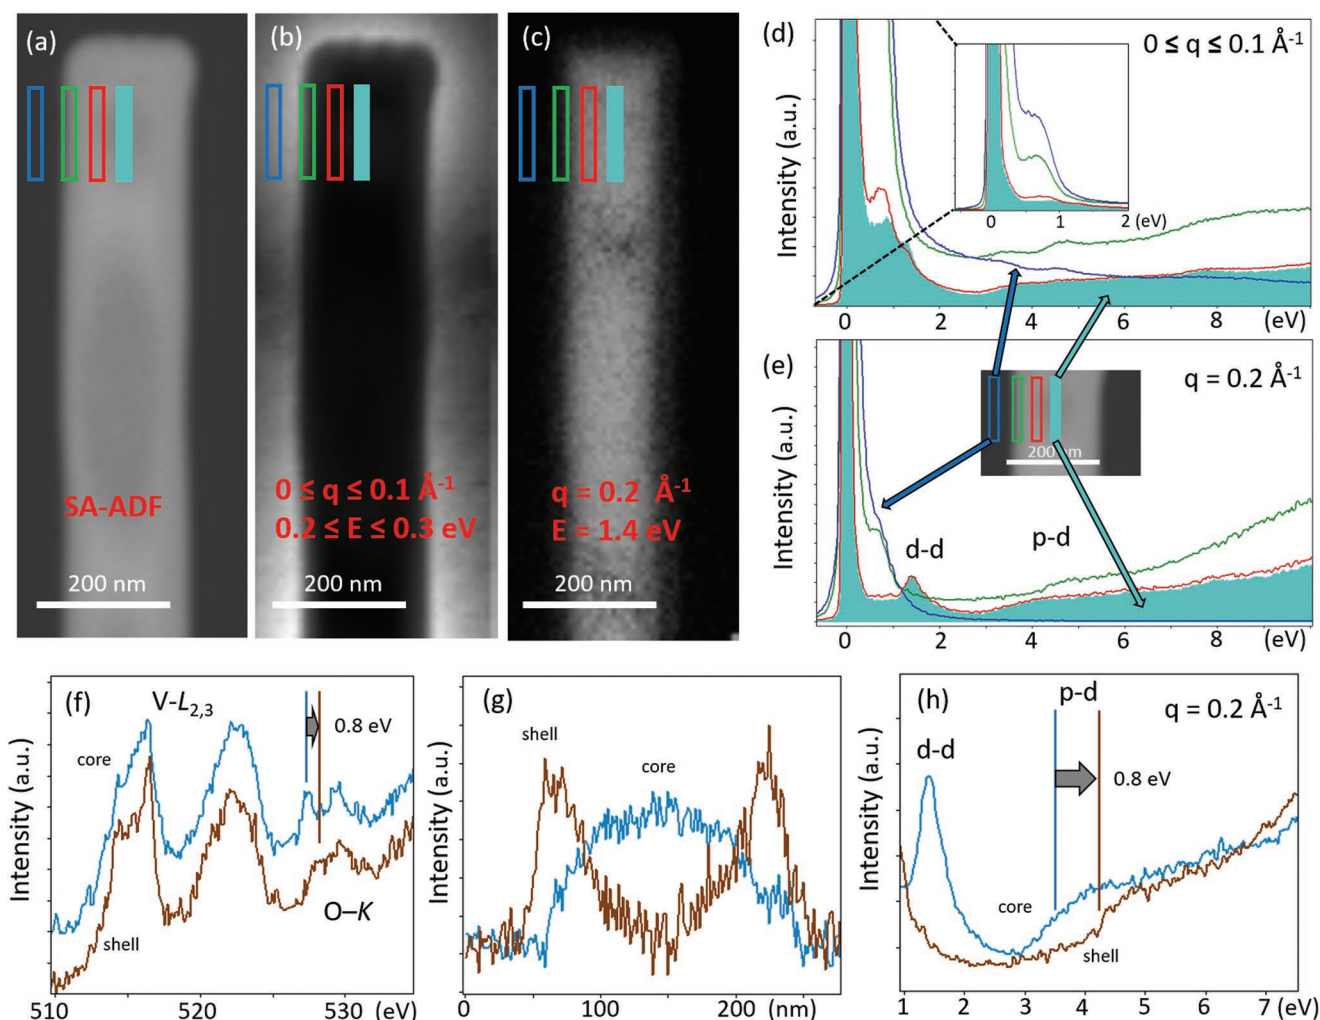 (a)
SA-ADF
200 nm
(b)
0 ≤ q ≤ 0.1 Å-1
0.2 ≤ E ≤ 0.3 eV
200 nm
(c)
q = 0.2 Å-1
E = 1.4 eV
200 nm
(d)
0 ≤ q ≤ 0.1 Å-1
Intensity (a.u.)
0 1 (eV) 2
0 2 4 6 8 (eV)
(e)
q = 0.2 Å-1
Intensity (a.u.)
200 nm
d-d
p-d
0 2 4 6 8 (eV)
(f)
V-L2,3
0.8 eV
core
shell
O–K
Intensity (a.u.)
510 520 530 (eV)
(g)
shell
core
Intensity (a.u.)
0 100 200 (nm)
(h)
p-d
q = 0.2 Å-1
d-d
0.8 eV
core
shell
Intensity (a.u.)
1 2 3 4 5 6 7 (eV)